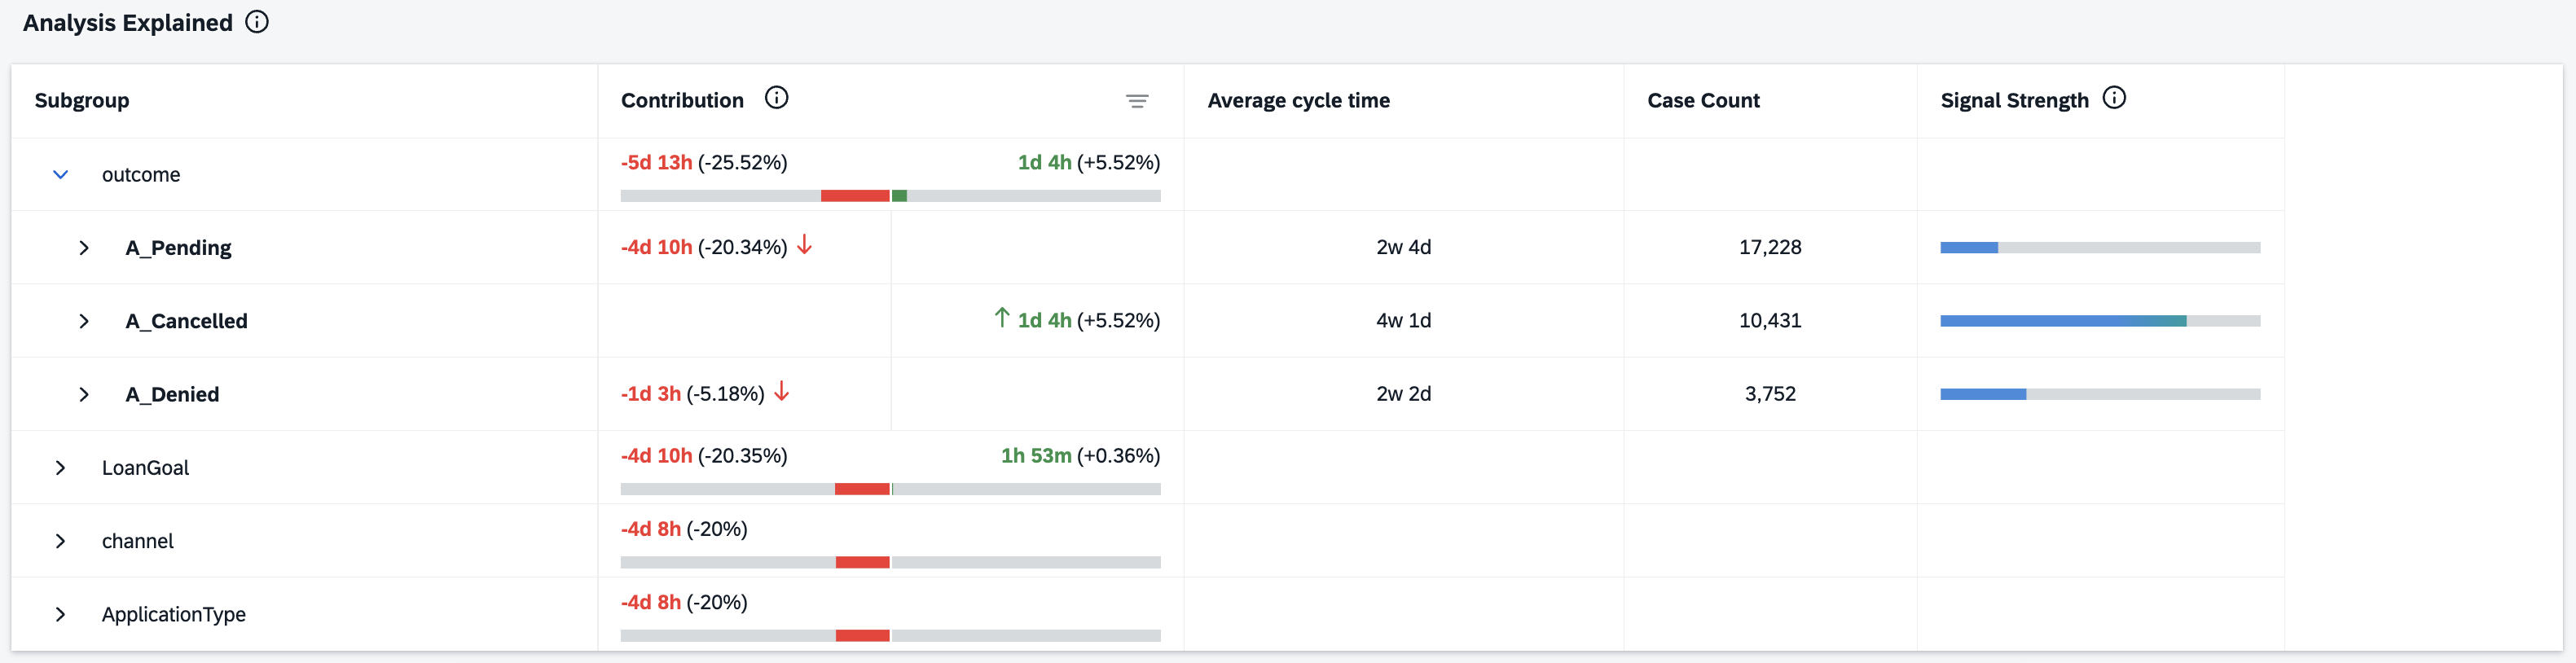 Analysis Explained
Subgroup Contribution Average cycle time Case Count Signal Strength
outcome -5d 13h (-25.52%) 1d 4h (+5.52%)
A_Pending -4d 10h (-20.34%) 2w 4d 17,228
A_Cancelled 1d 4h (+5.52%) 4w 1d 10,431
A_Denied -1d 3h (-5.18%) 2w 2d 3,752
LoanGoal -4d 10h (-20.35%) 1h 53m (+0.36%)
channel -4d 8h (-20%)
ApplicationType -4d 8h (-20%)